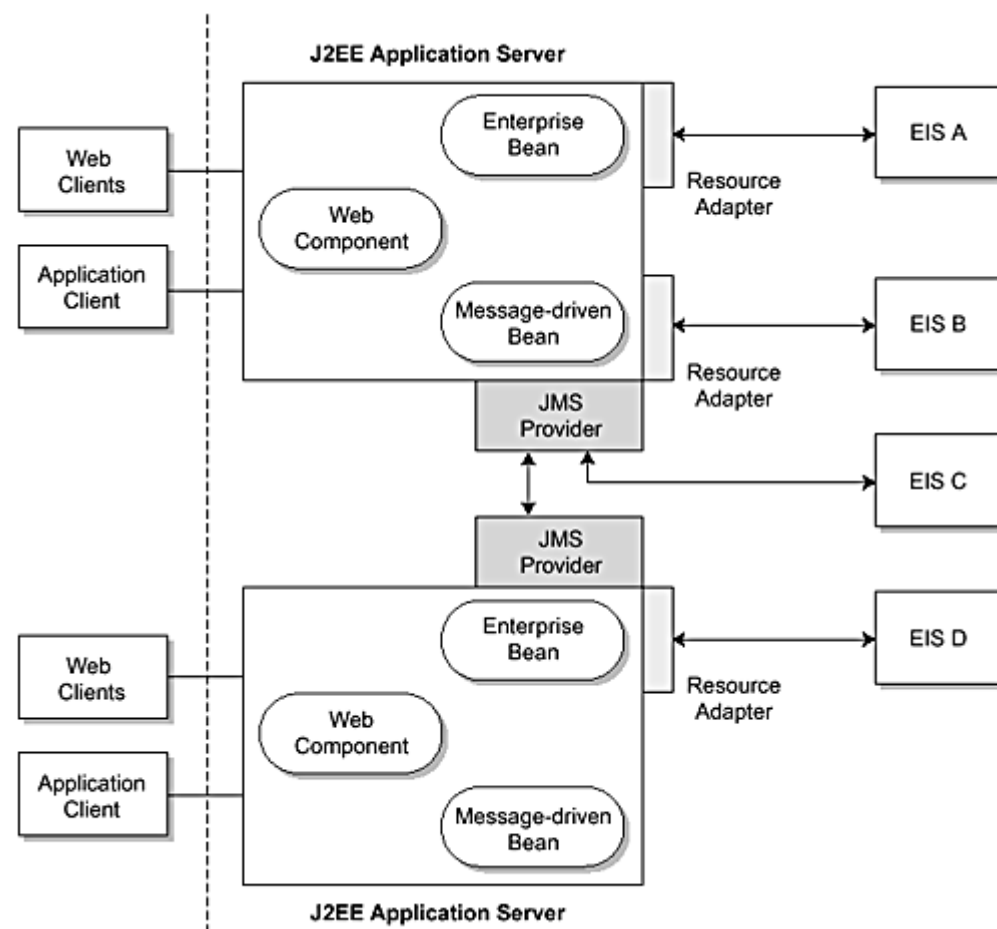 J2EE Application Server
Web
Clients
Application
Client
Enterprise
Bean
Web
Component
Message-driven
Bean
Resource
Adapter
EIS A
Resource
Adapter
EIS B
JMS
Provider
EIS C
JMS
Provider
Web
Clients
Application
Client
Enterprise
Bean
Web
Component
Message-driven
Bean
Resource
Adapter
EIS D
J2EE Application Server